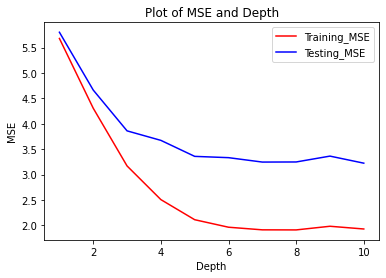 Plot of MSE and Depth
Training_MSE
Testing_MSE
MSE
5.5
5.0
4.5
4.0
3.5
3.0
2.5
2.0
2 4 6 8 10
Depth